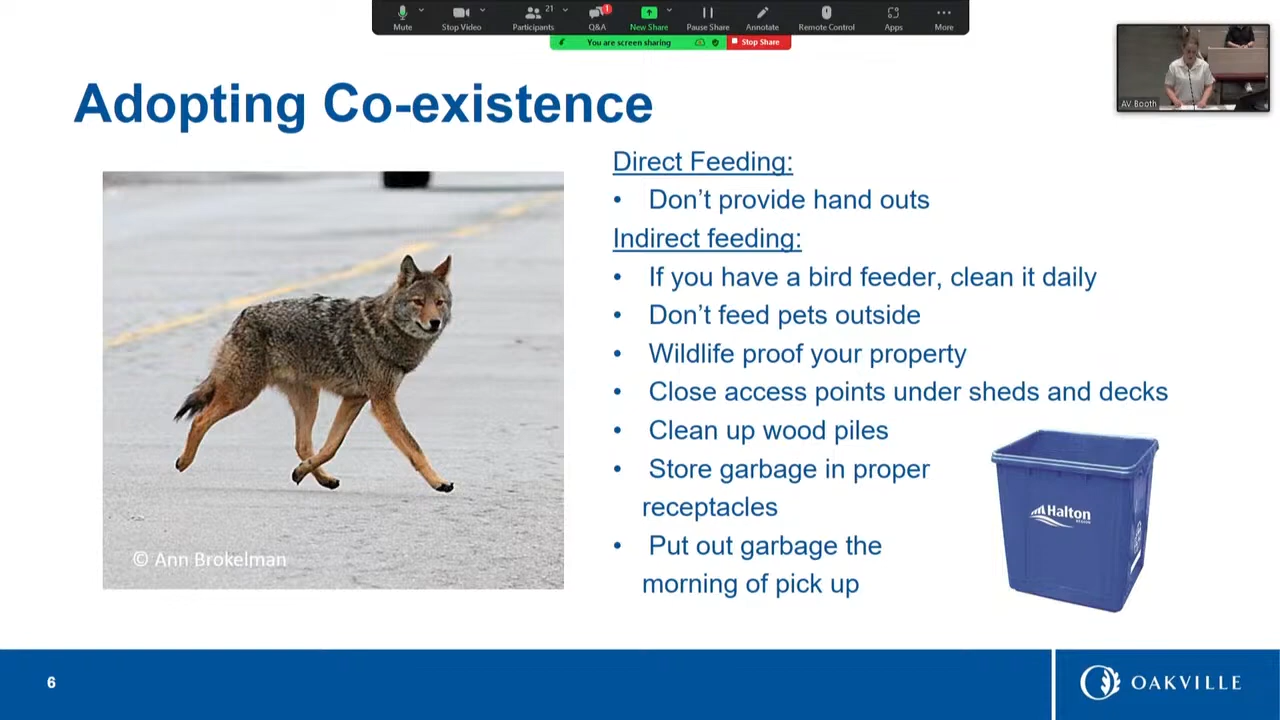 Mute
Stop Video
Participants
21
Q&A
1
New Share
Pause Share
Annotate
Remote Control
Apps
More
You are screen sharing
Stop Share
AV Booth
Adopting Co-existence
Direct Feeding:
• Don’t provide hand outs
Indirect feeding:
• If you have a bird feeder, clean it daily
• Don’t feed pets outside
• Wildlife proof your property
• Close access points under sheds and decks
• Clean up wood piles
• Store garbage in proper
receptacles
• Put out garbage the
morning of pick up
© Ann Brokelman
Halton
REGION
6
OAKVILLE